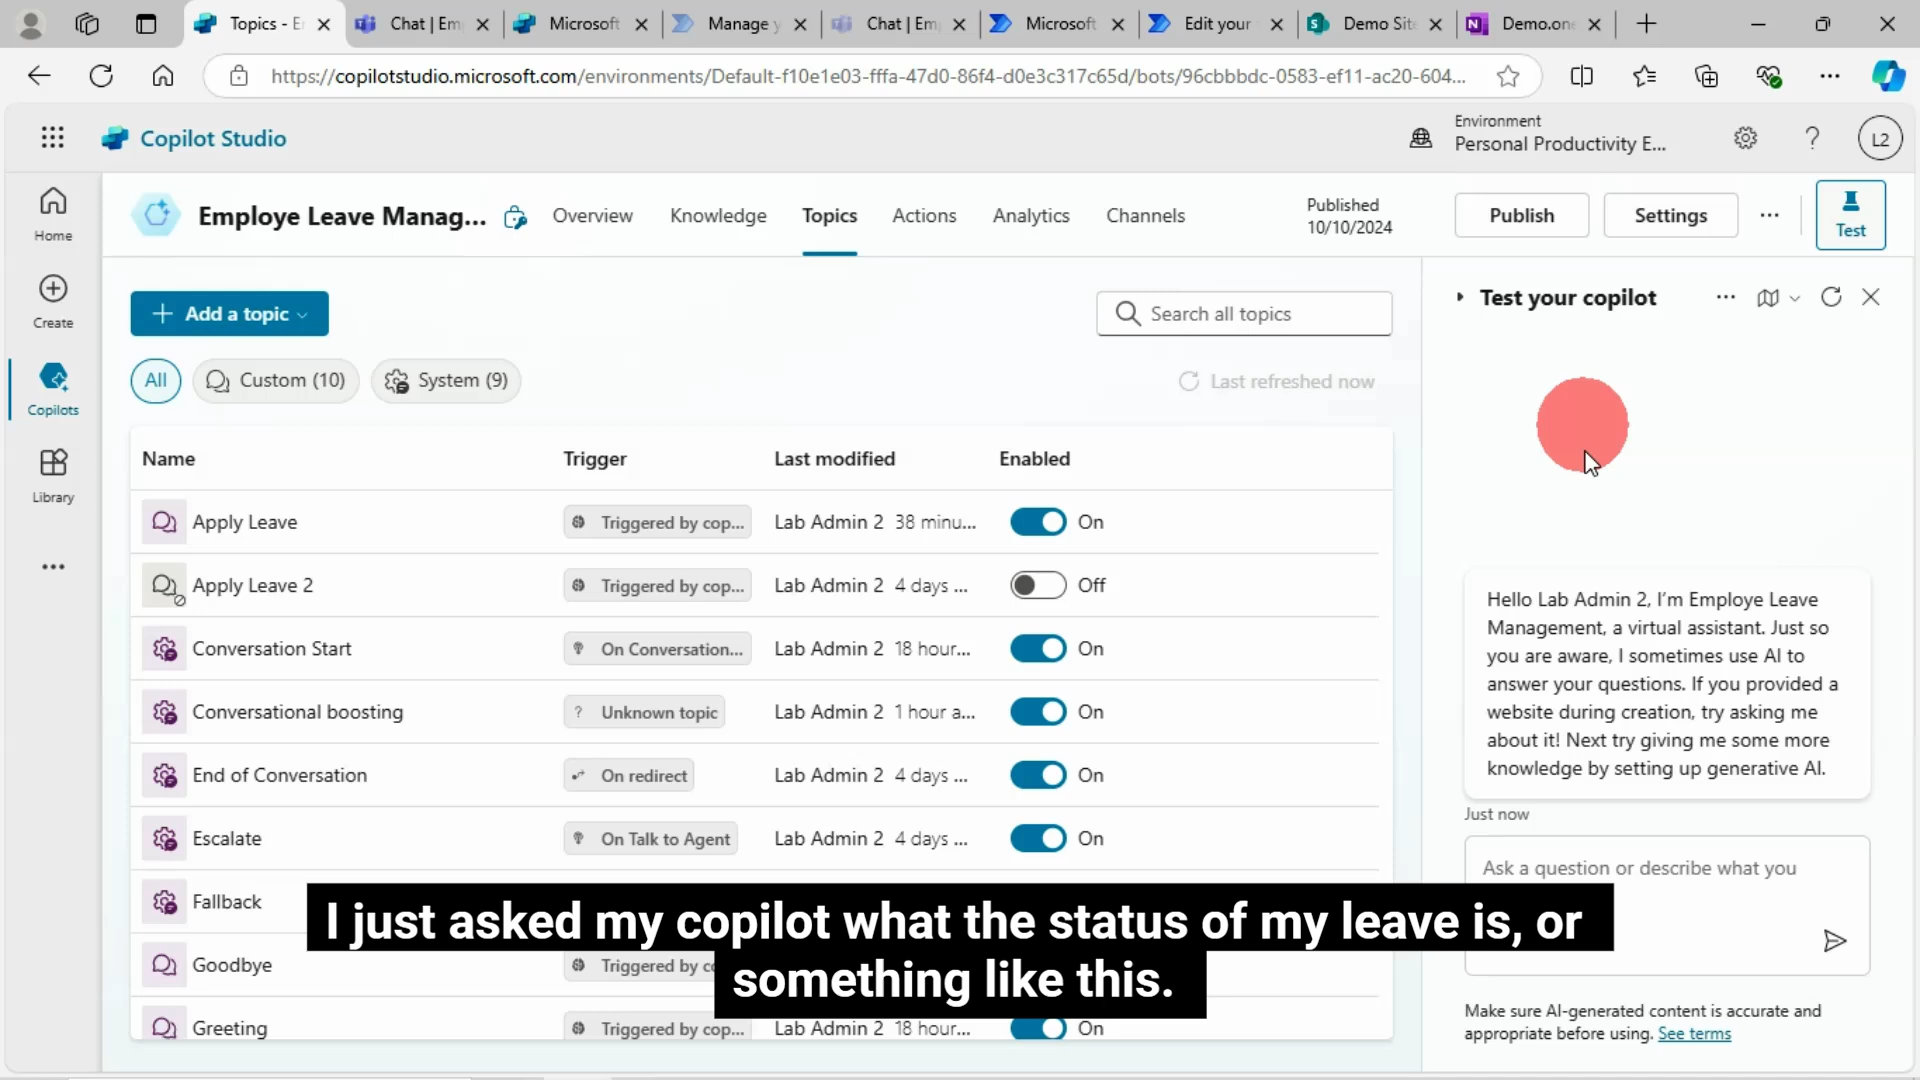 Topics - E
Chat | Em
Microsoft
Manage y
Chat | Em
Microsoft
Edit your
Demo Sit
Demo.one
https://copilotstudio.microsoft.com/environments/Default-f10e1e03-fffa-47d0-86f4-d0e3c317c65d/bots/96cbbbdc-0583-ef11-ac20-604...
Copilot Studio
Environment
Personal Productivity E...
L2
Home
Create
Copilots
Library
Employe Leave Manag...
Overview
Knowledge
Topics
Actions
Analytics
Channels
Published
10/10/2024
Publish
Settings
Test
Add a topic
Search all topics
All
Custom (10)
System (9)
Last refreshed now
Name Trigger Last modified Enabled
Apply Leave Triggered by cop... Lab Admin 2 38 minu... On
Apply Leave 2 Triggered by cop... Lab Admin 2 4 days ... Off
Conversation Start On Conversation... Lab Admin 2 18 hour... On
Conversational boosting Unknown topic Lab Admin 2 1 hour a... On
End of Conversation On redirect Lab Admin 2 4 days ... On
Escalate On Talk to Agent Lab Admin 2 4 days ... On
Fallback
Goodbye Triggered by co
Greeting Triggered by cop... Lab Admin 2 18 hour... On
Test your copilot
Hello Lab Admin 2, I'm Employe Leave
Management, a virtual assistant. Just so
you are aware, I sometimes use AI to
answer your questions. If you provided a
website during creation, try asking me
about it! Next try giving me some more
knowledge by setting up generative AI.
Just now
Ask a question or describe what you
Make sure AI-generated content is accurate and
appropriate before using. See terms
I just asked my copilot what the status of my leave is, or
something like this.